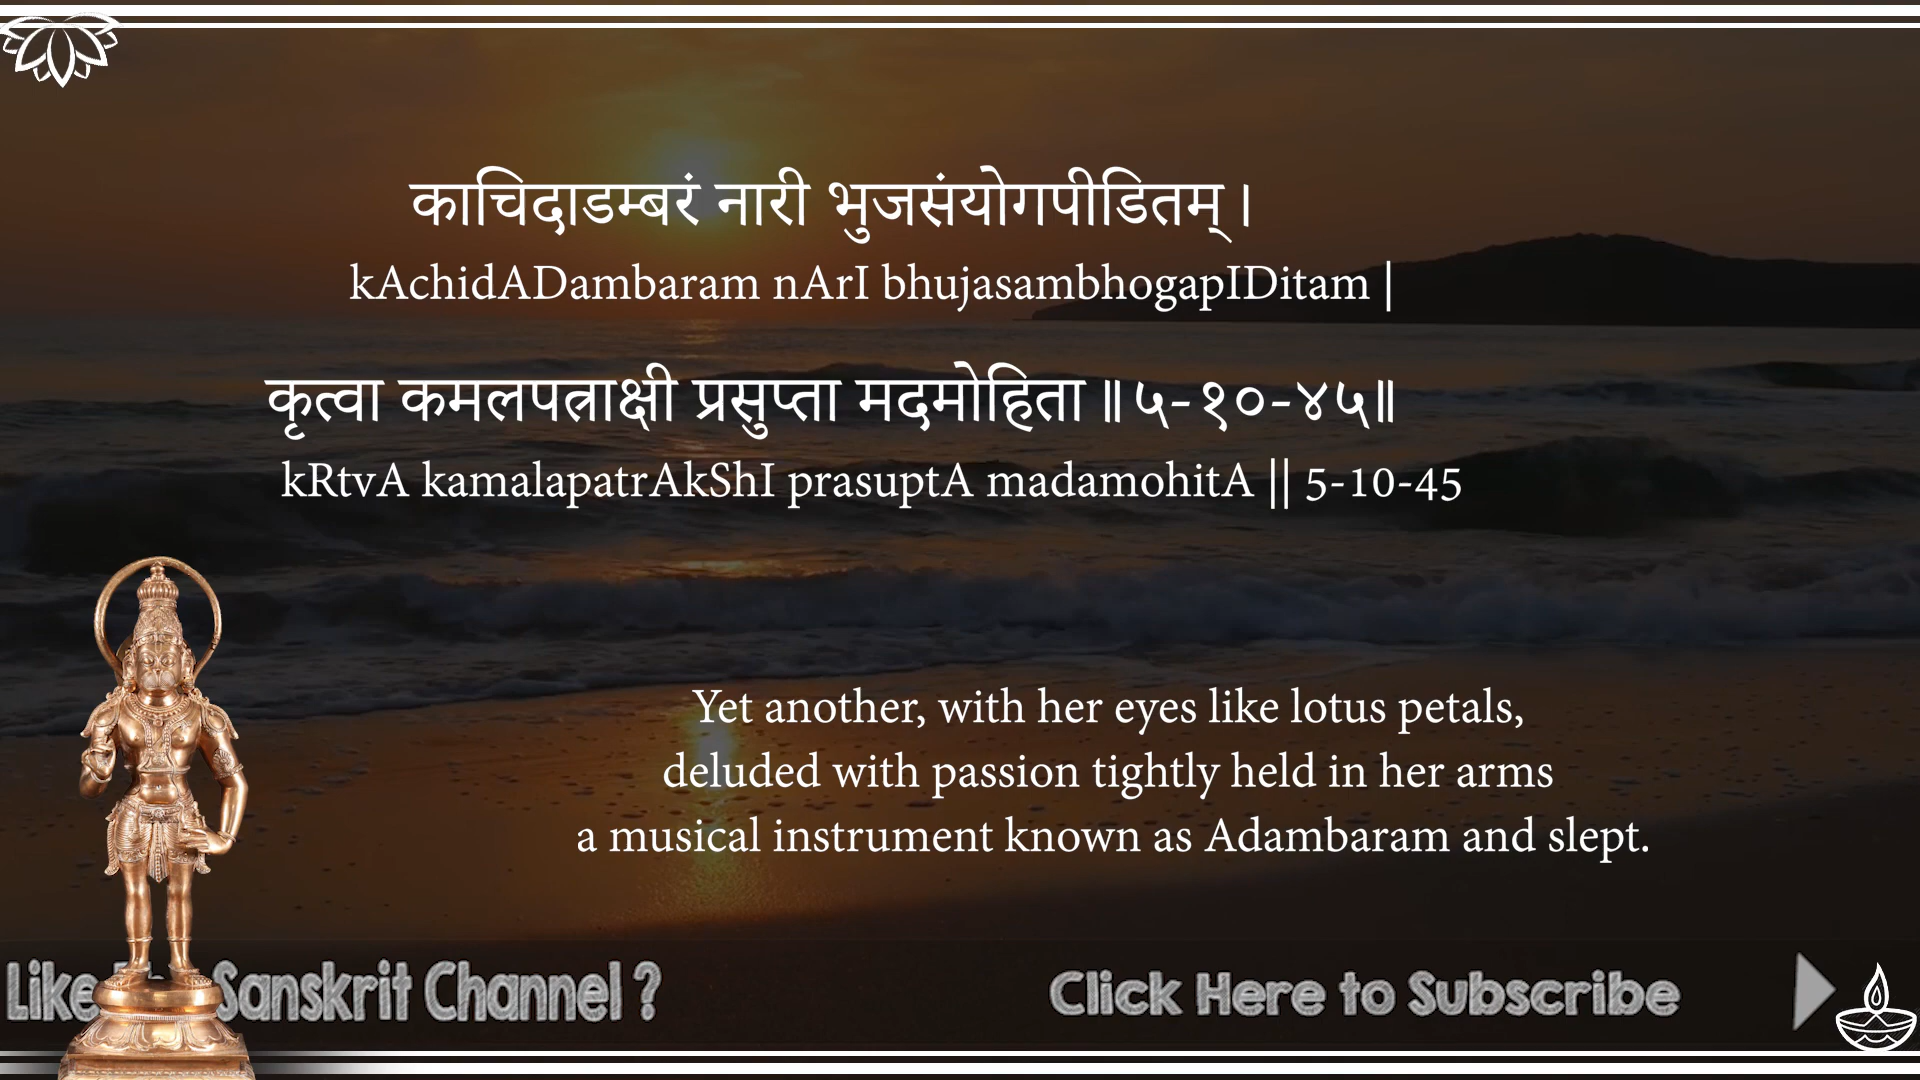 काचिदाडम्बरं नारी भुजसंयोगपीडितम् ।
kAchidADambaram nArI bhujasambhogapIDitam |
कृत्वा कमलपत्राक्षी प्रसुप्ता मदमोहिता ॥५-१०-४५॥
kRtvA kamalapatrAkShI prasuptA madamohitA || 5-10-45
Yet another, with her eyes like lotus petals,
deluded with passion tightly held in her arms
a musical instrument known as Adambaram and slept.
Like Sanskrit Channel ?
Click Here to Subscribe